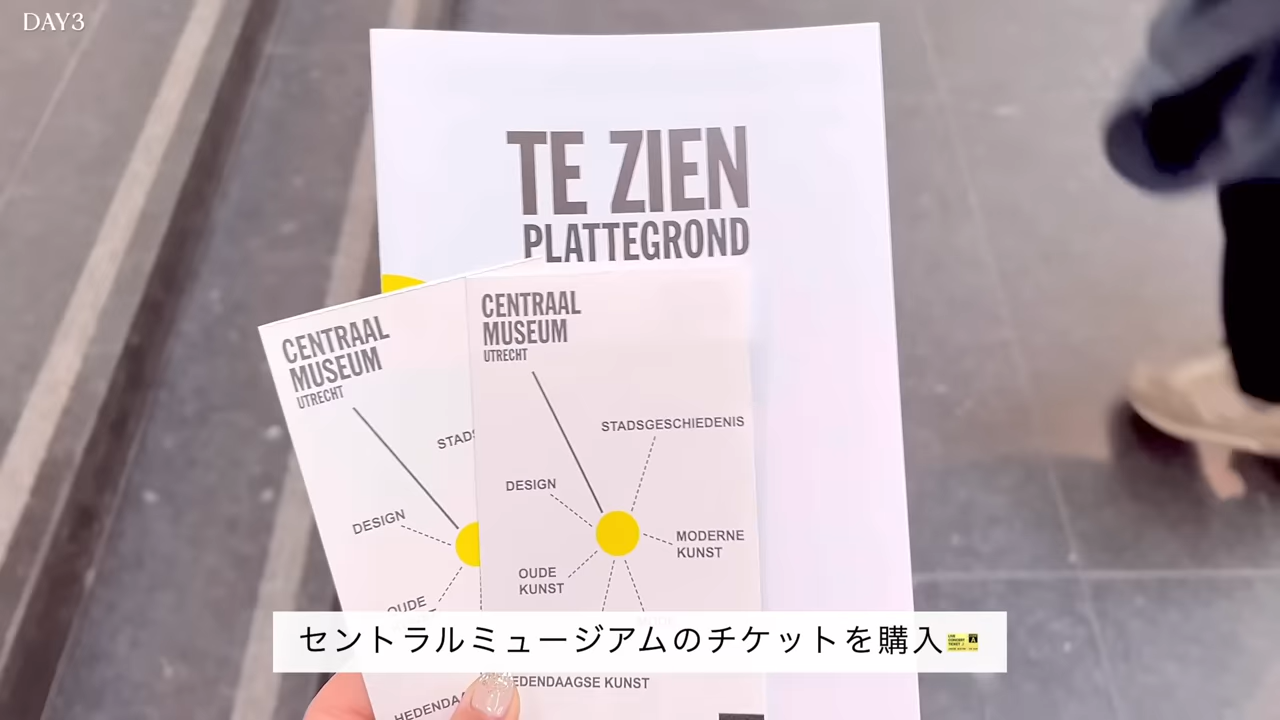 DAY3
TE ZIEN
PLATTEGROND
CENTRAAL
MUSEUM
UTRECHT
STADS
DESIGN
OUDE
CENTRAAL
MUSEUM
UTRECHT
STADSGESCHIEDENIS
DESIGN
MODERNE
KUNST
OUDE
KUNST
HEDENDAAGSE KUNST
セントラルミュージアムのチケットを購入